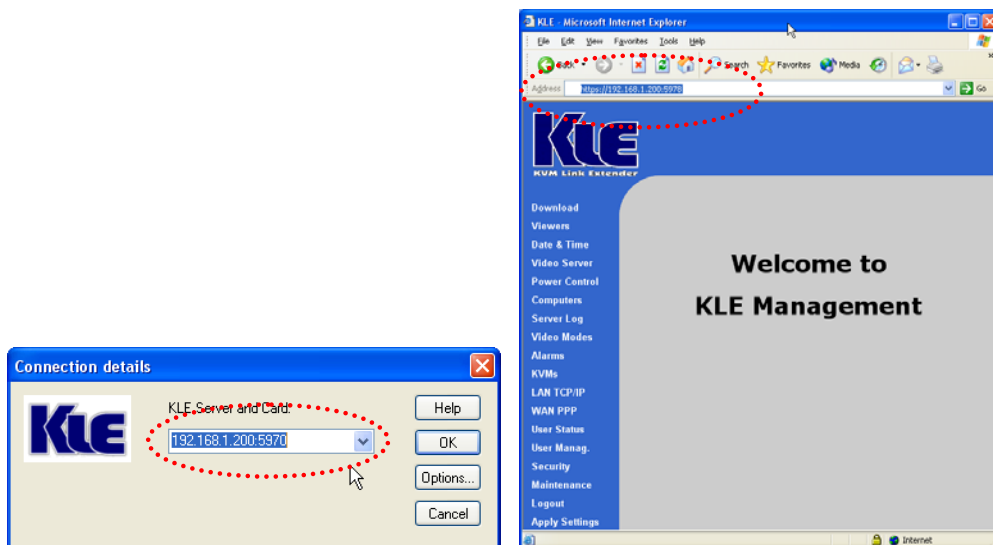 Connection details
KLE
KLE Server and Card:
192.168.1.200:5970
Help
OK
Options...
Cancel
KLE - Microsoft Internet Explorer
File Edit View Favorites Tools Help
Back Search Favorites Media
Address https://192.168.1.200:5978 Go
KLE
KVM Link Extender
Download
Viewers
Date & Time
Video Server
Power Control
Computers
Server Log
Video Modes
Alarms
KVMs
LAN TCP/IP
WAN PPP
User Status
User Manag.
Security
Maintenance
Logout
Apply Settings
Welcome to
KLE Management
Internet